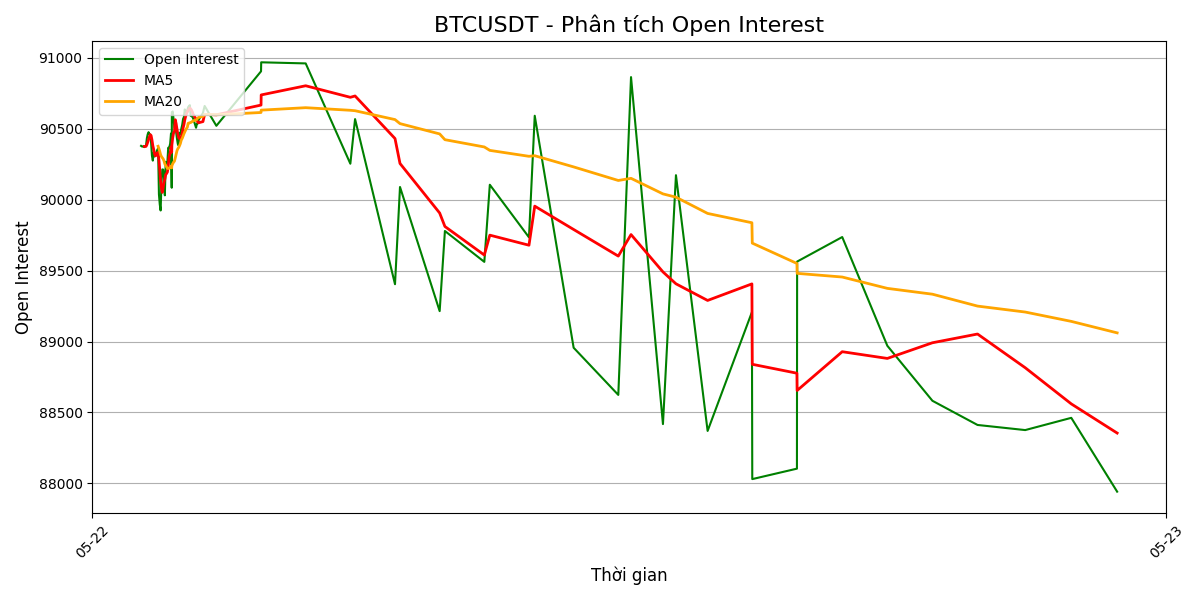 BTCUSDT - Phân tích Open Interest
Open Interest
MA5
MA20
91000
90500
90000
89500
89000
88500
88000
Open Interest
05-22
05-23
Thời gian